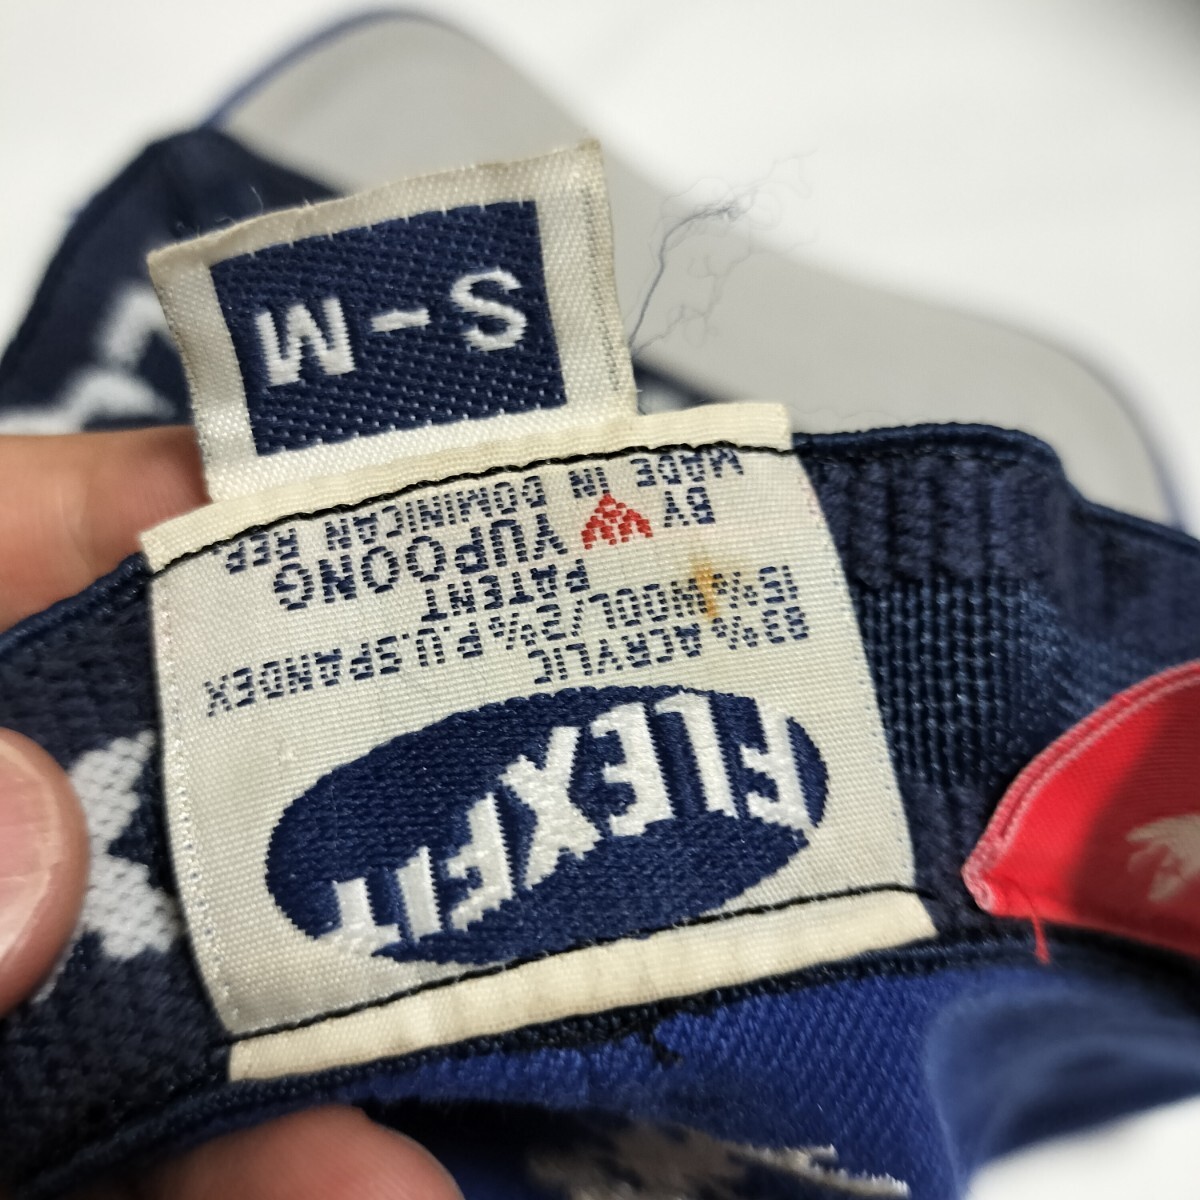 FLEXFIT
83% ACRYLIC
15% WOOL/2% P.U.SPANDEX
PATENT
BY YUPOONG
MADE IN DOMINICAN REP.
S-M